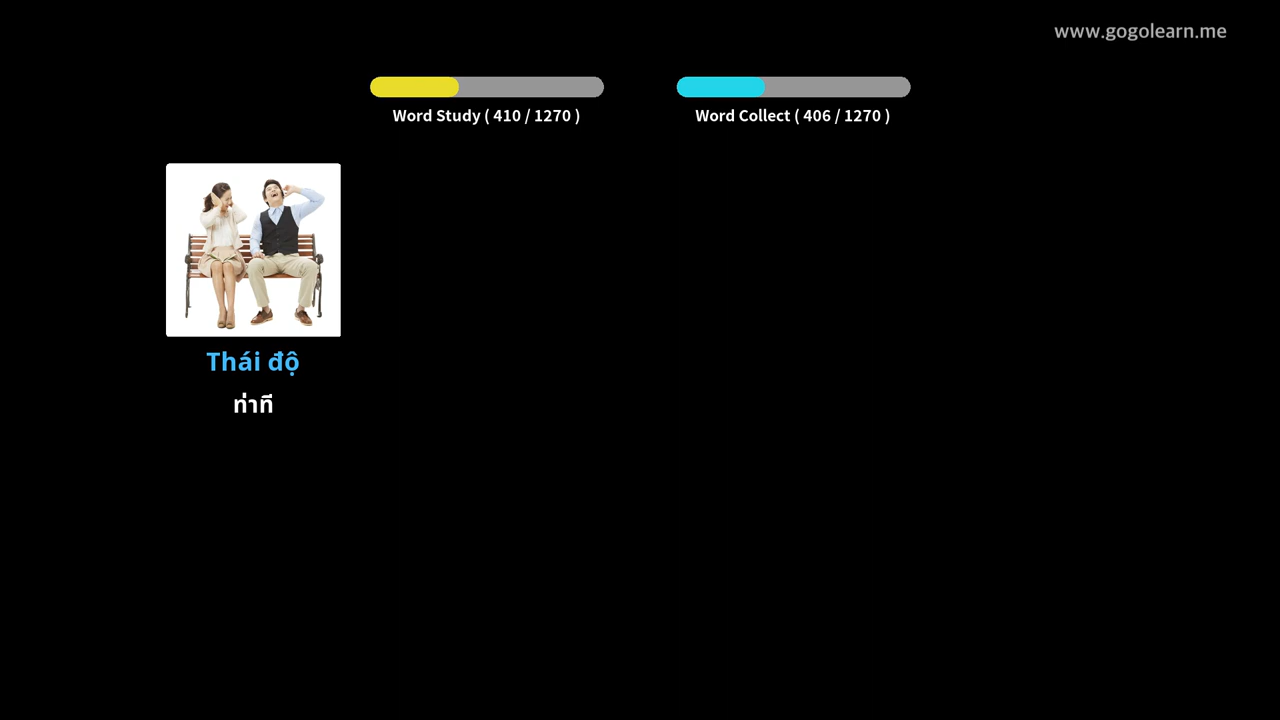 www.gogolearn.me
Word Study ( 410 / 1270 )
Word Collect ( 406 / 1270 )
Thái độ
ท่าที